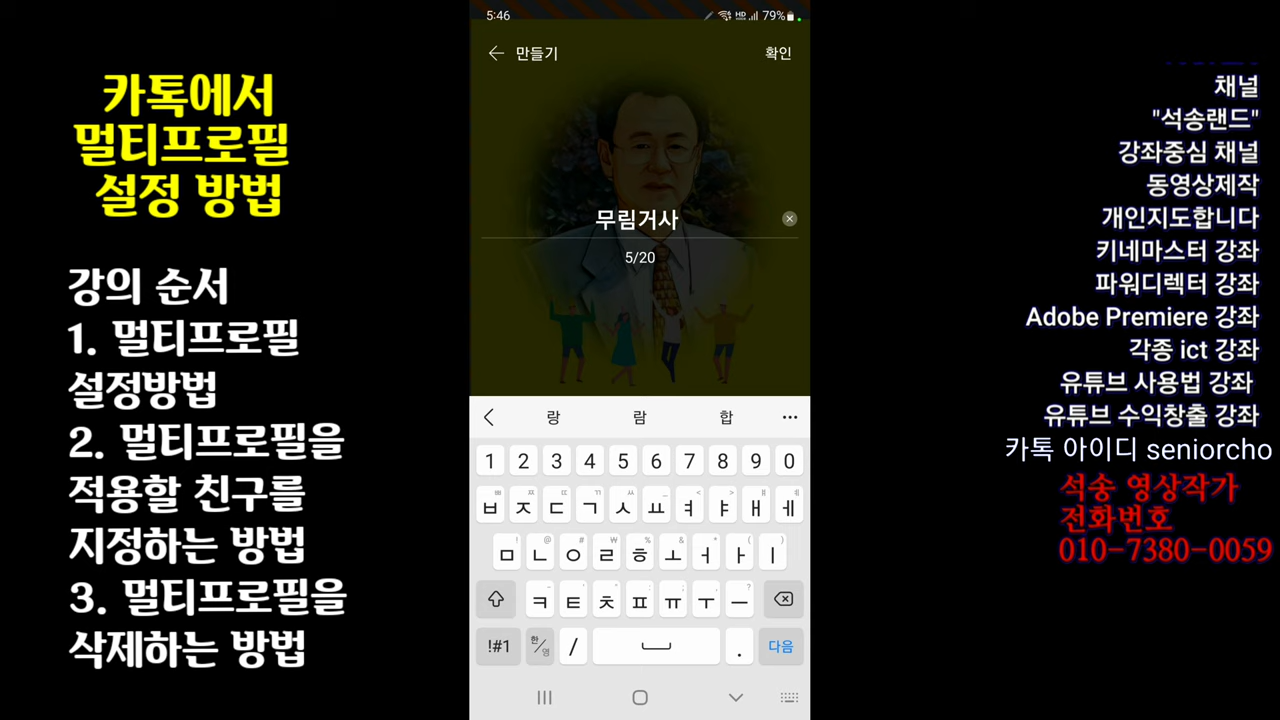 카톡에서
멀티프로필
설정 방법
강의 순서
1. 멀티프로필
설정방법
2. 멀티프로필을
적용할 친구를
지정하는 방법
3. 멀티프로필을
삭제하는 방법
5:46
79%
만들기
확인
무림거사
5/20
랑 람 합
1 2 3 4 5 6 7 8 9 0
ㅂ ㅈ ㄷ ㄱ ㅅ ㅛ ㅕ ㅑ ㅐ ㅔ
ㅁ ㄴ ㅇ ㄹ ㅎ ㅗ ㅓ ㅏ ㅣ
ㅋ ㅌ ㅊ ㅍ ㅠ ㅜ ㅡ
!#1 한/영 / . 다음
채널
"석송랜드"
강좌중심 채널
동영상제작
개인지도합니다
키네마스터 강좌
파워디렉터 강좌
Adobe Premiere 강좌
각종 ict 강좌
유튜브 사용법 강좌
유튜브 수익창출 강좌
카톡 아이디 seniorcho
석송 영상작가
전화번호
010-7380-0059